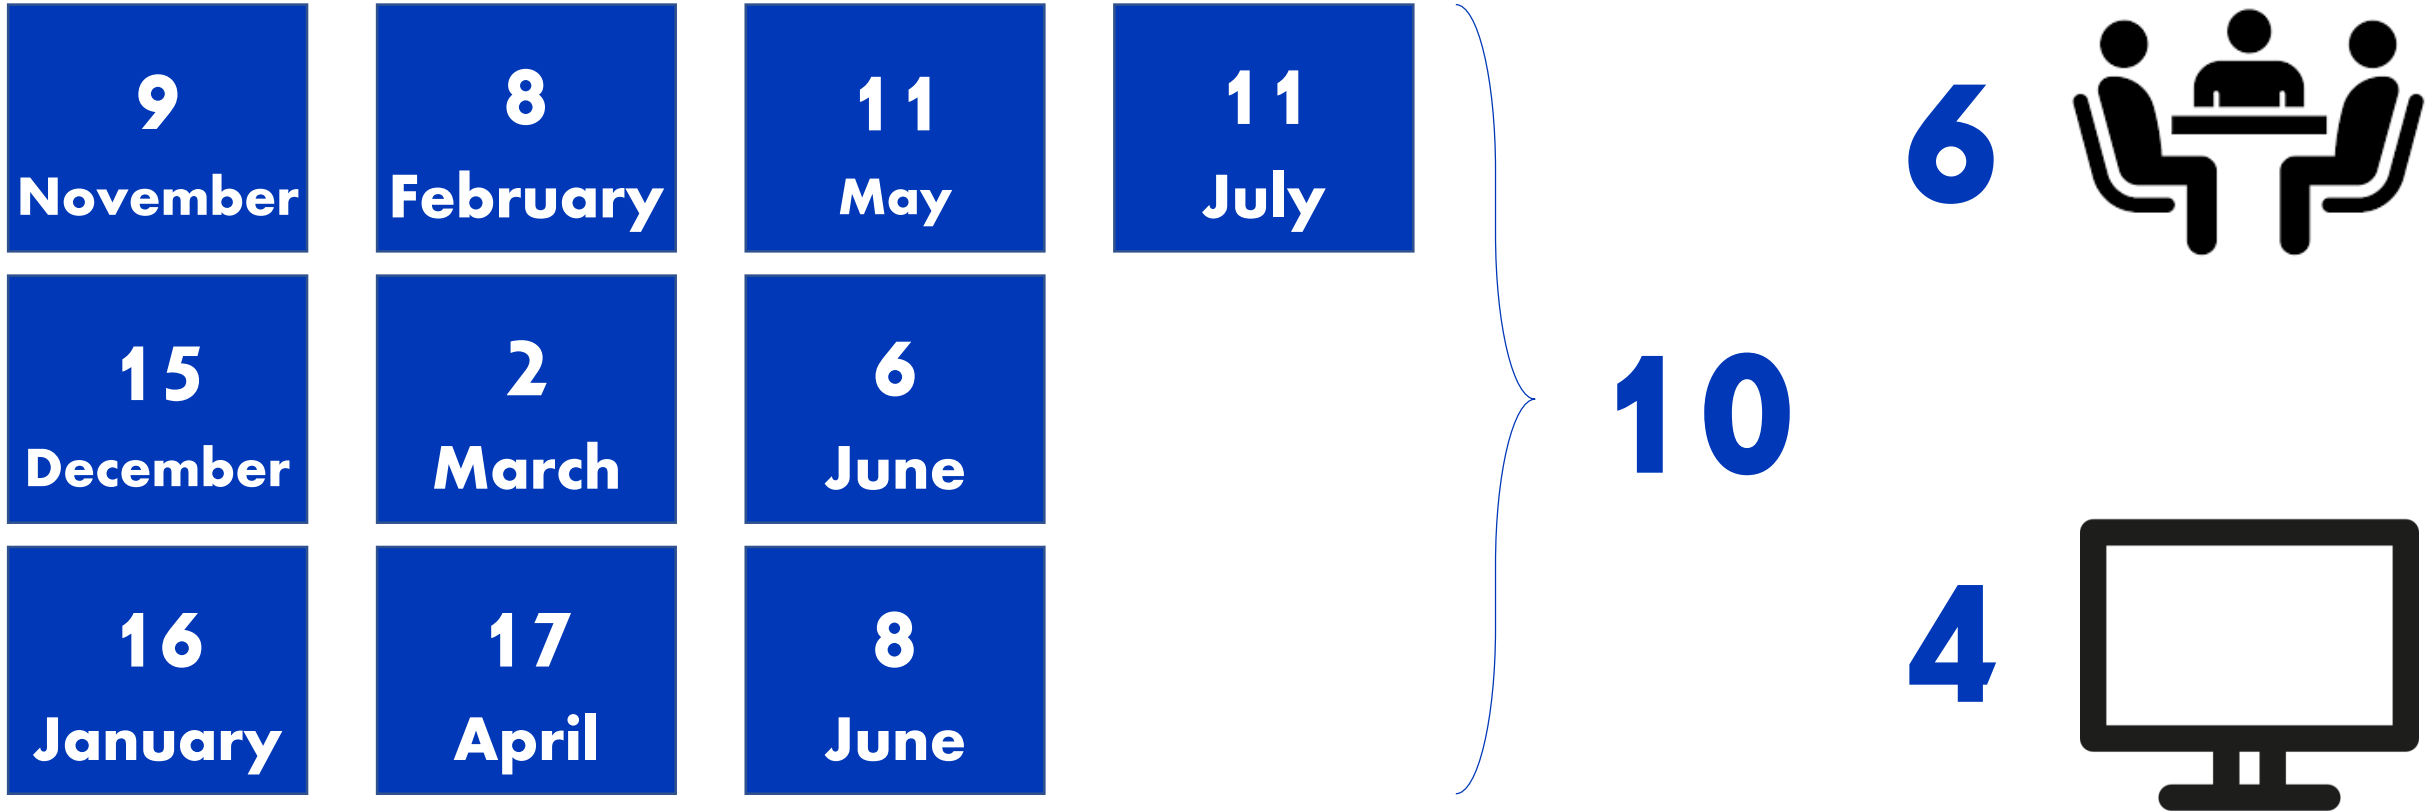 9
November
8
February
11
May
11
July
15
December
2
March
6
June
16
January
17
April
8
June
10
6
4